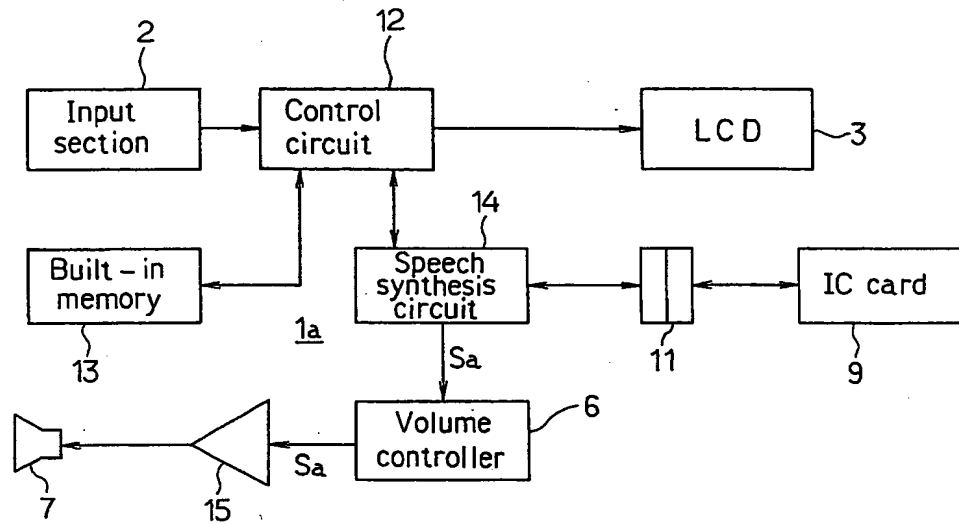 2
12
Input
section
Control
circuit
LCD
3
14
Built-in
memory
Speech
synthesis
circuit
IC card
13
1a
11
9
Sa
6
Volume
controller
7
15
Sa